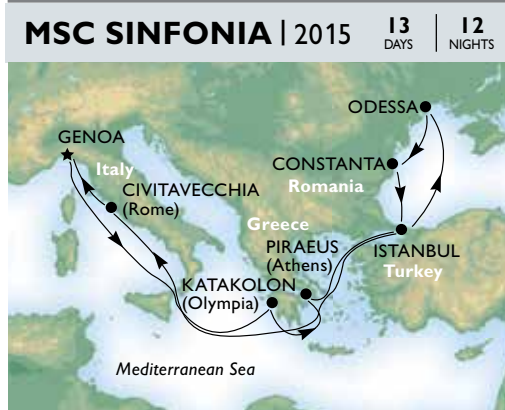 MSC SINFONIA | 2015
13
DAYS
12
NIGHTS
ODESSA
GENOA
Italy
CONSTANTA
Romania
CIVITAVECCHIA
(Rome)
Greece
PIRAEUS
(Athens)
ISTANBUL
Turkey
KATAKOLON
(Olympia)
Mediterranean Sea